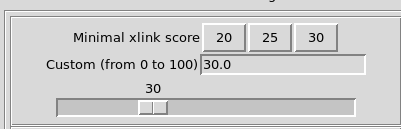 Minimal xlink score 20 25 30
Custom (from 0 to 100) 30.0
30